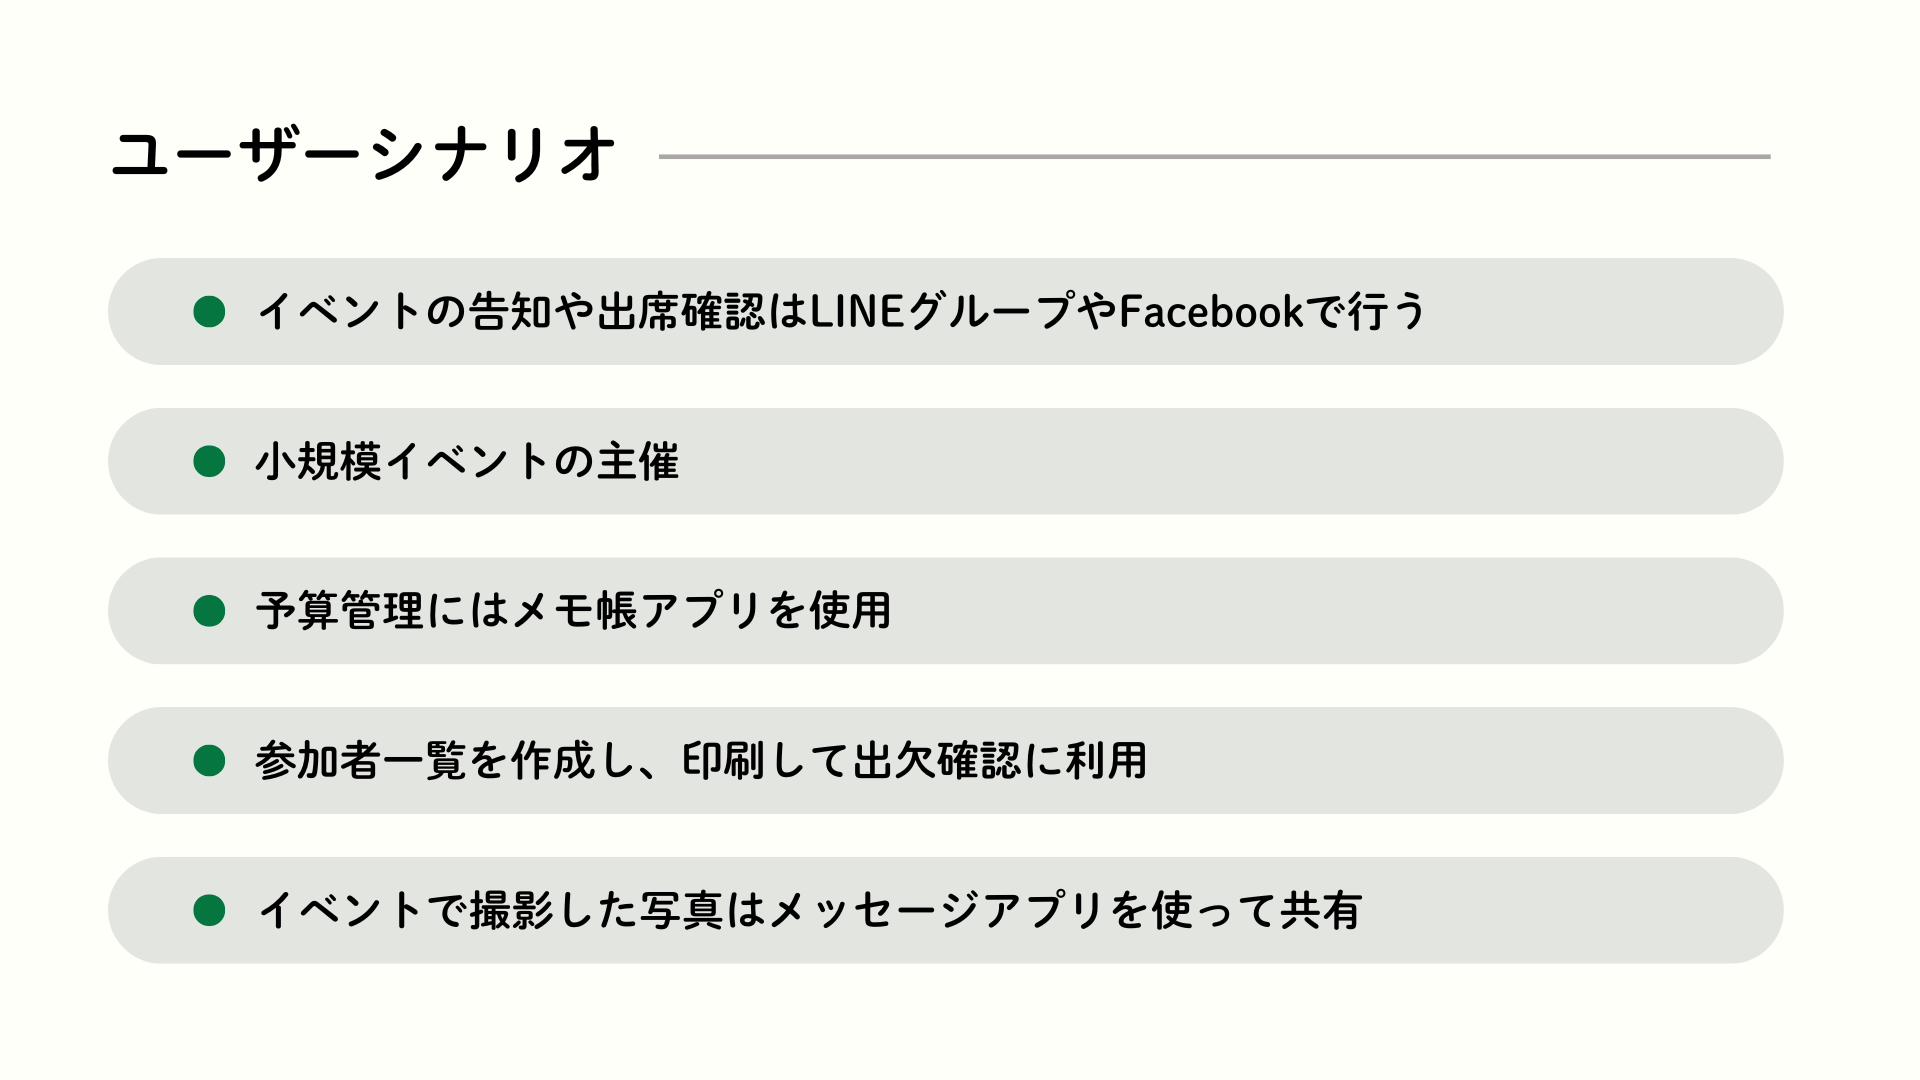 ユーザーシナリオ
イベントの告知や出席確認はLINEグループやFacebookで行う
小規模イベントの主催
予算管理にはメモ帳アプリを使用
参加者一覧を作成し、印刷して出欠確認に利用
イベントで撮影した写真はメッセージアプリを使って共有